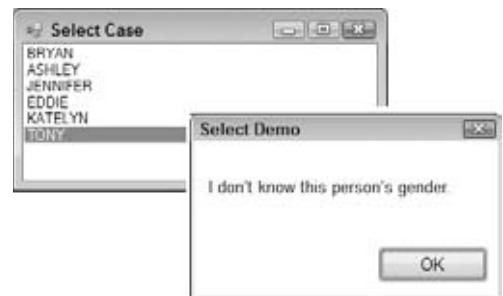 Select Case
BRYAN
ASHLEY
JENNIFER
EDDIE
KATELYN
TONY
Select Demo
I don't know this person's gender.
OK